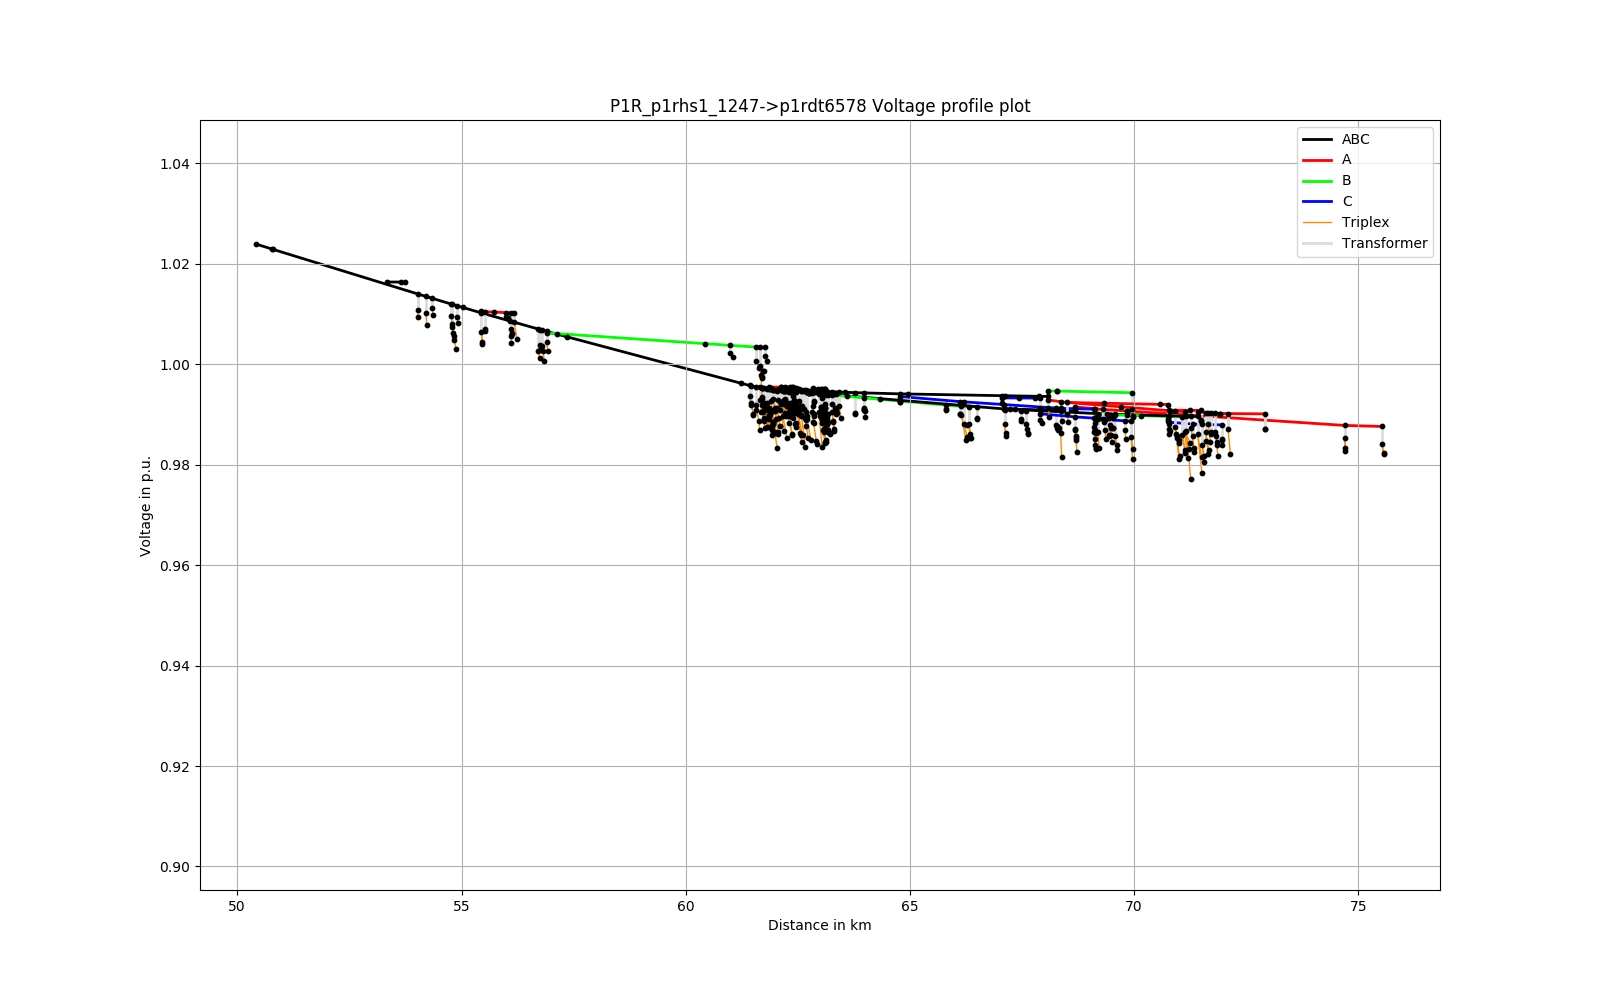 P1R_p1rhs1_1247->p1rdt6578 Voltage profile plot
ABC
A
B
C
Triplex
Transformer
1.04
1.02
1.00
0.98
0.96
0.94
0.92
0.90
Voltage in p.u.
50
55
60
65
70
75
Distance in km